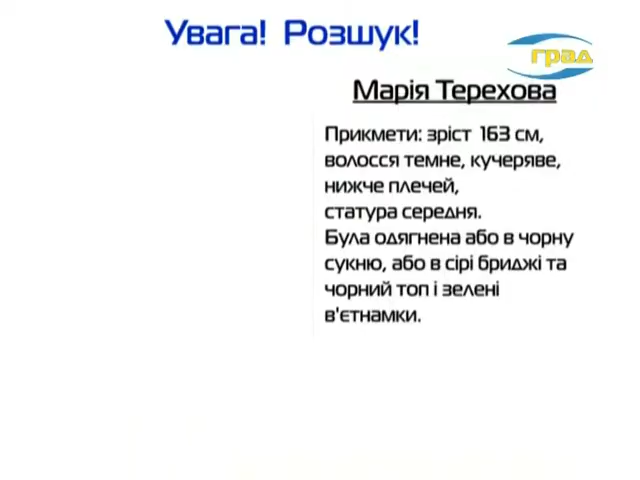 Увага! Розшук!
град
Марія Терехова
Прикмети: зріст 163 см,
волосся темне, кучеряве,
нижче плечей,
статура середня.
Була одягнена або в чорну
сукню, або в сірі бриджі та
чорний топ і зелені
в'єтнамки.